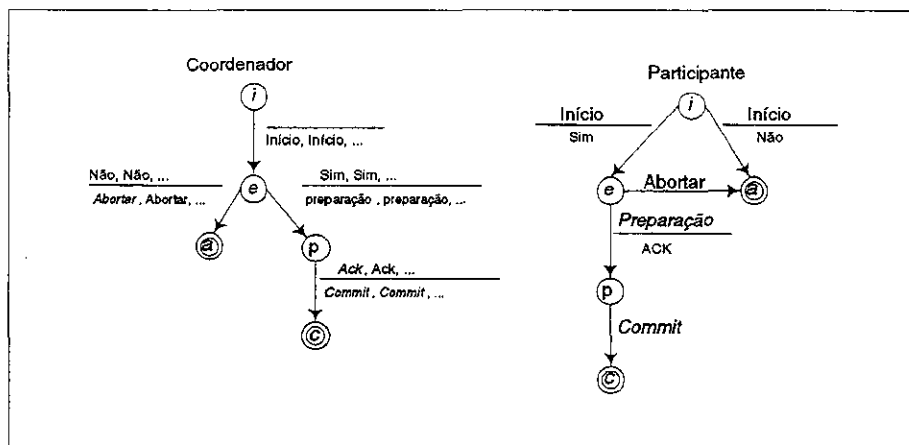 Coordenador
i
Início, Início, ...
Não, Não, ...
Abortar, Abortar, ...
e
Sim, Sim, ...
preparação, preparação, ...
a
p
Ack, Ack, ...
Commit, Commit, ...
c
Participante
i
Início
Sim
Início
Não
e
Abortar
a
Preparação
ACK
p
Commit
c